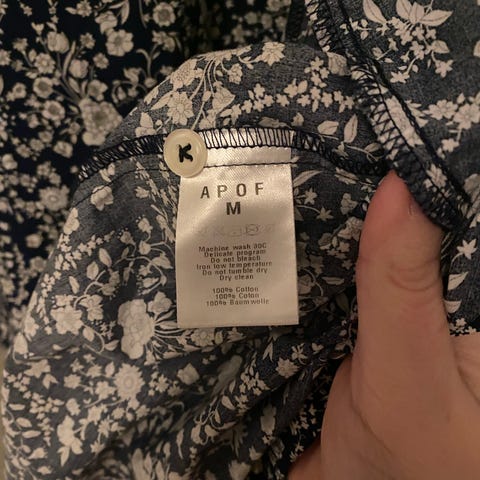 APOF
M
Machine wash 30C
Delicate program
Do not bleach
Iron low temperature
Do not tumble dry
Dry clean
100% Cotton
100% Coton
100% Baumwolle